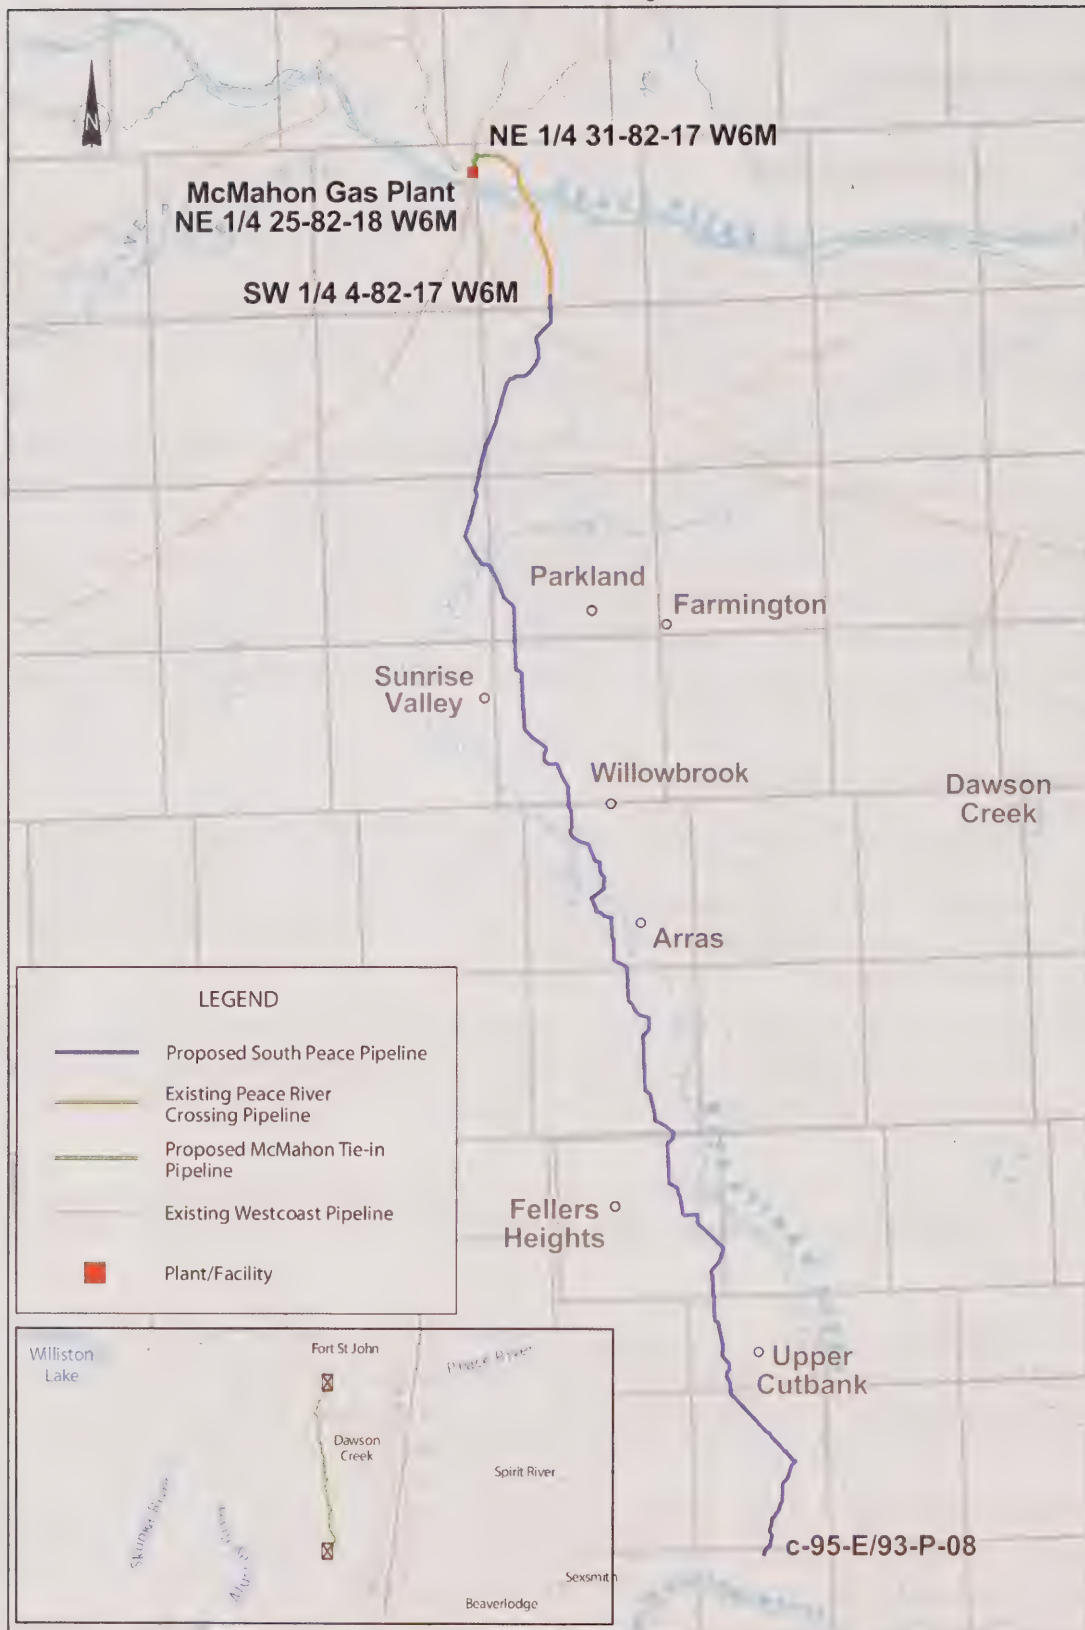 N
NE 1/4 31-82-17 W6M
McMahon Gas Plant
NE 1/4 25-82-18 W6M
SW 1/4 4-82-17 W6M
Parkland
Farmington
Sunrise
Valley
Willowbrook
Dawson
Creek
Arras
LEGEND
Proposed South Peace Pipeline
Existing Peace River
Crossing Pipeline
Proposed McMahon Tie-in
Pipeline
Existing Westcoast Pipeline
Plant/Facility
Fellers
Heights
Upper
Cutbank
c-95-E/93-P-08
Williston
Lake
Fort St John
Peace River
Dawson
Creek
Spirit River
Sexsmith
Beaverlodge